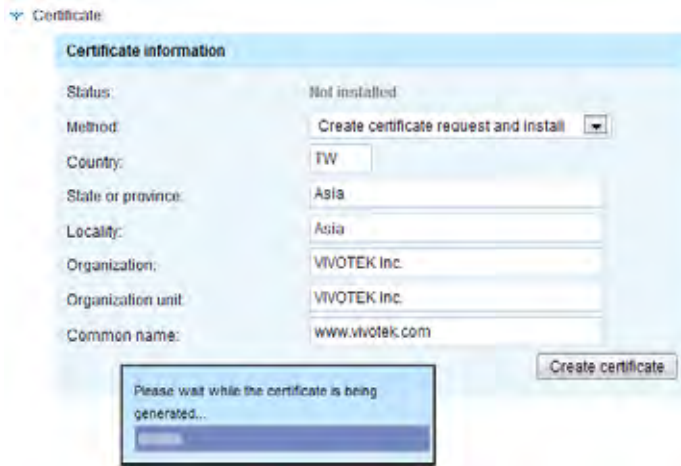 Certificate
Certificate information
Status: Not installed
Method: Create certificate request and install
Country: TW
State or province: Asia
Locality: Asia
Organization: VIVOTEK Inc.
Organization unit: VIVOTEK Inc.
Common name: www.vivotek.com
Create certificate
Please wait while the certificate is being
generated...